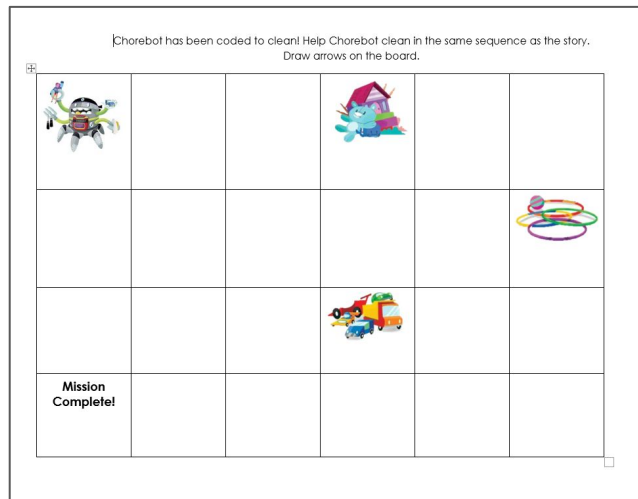 Chorebot has been coded to clean! Help Chorebot clean in the same sequence as the story.
Draw arrows on the board.
Mission
Complete!